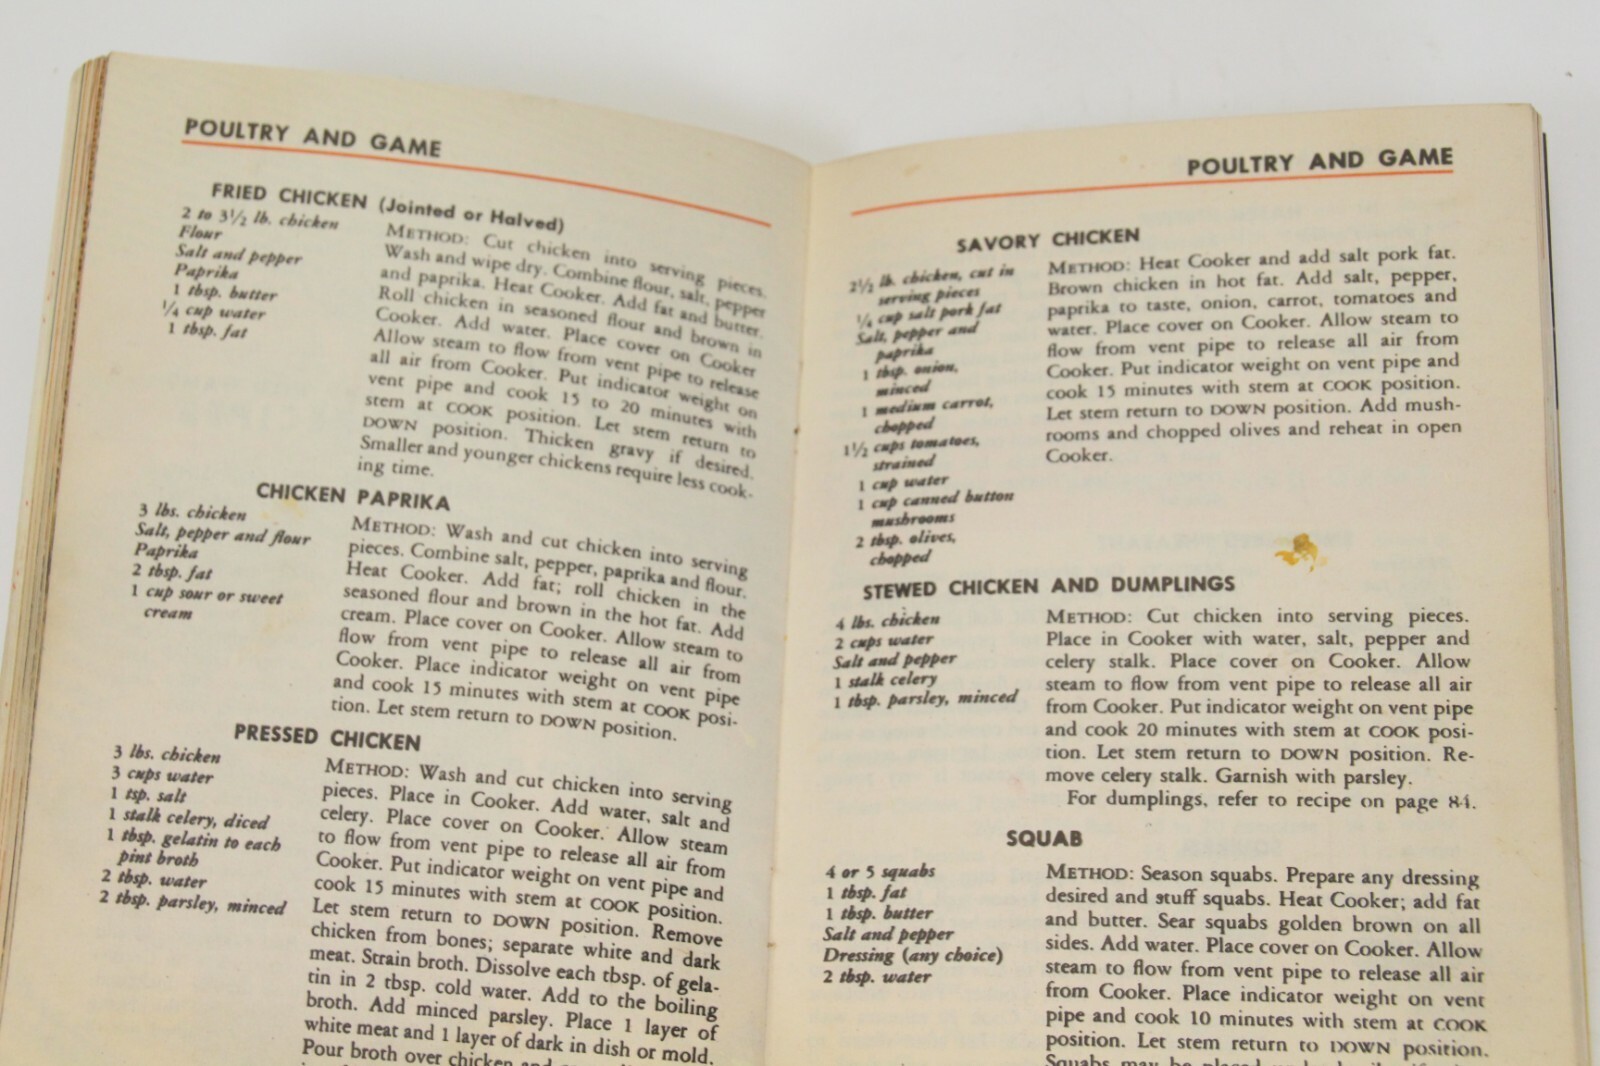 POULTRY AND GAME
FRIED CHICKEN (Jointed or Halved)
2 to 3½ lb. chicken
Flour
Salt and pepper
Paprika
1 tbsp. butter
¼ cup water
1 tbsp. fat
METHOD: Cut chicken into serving pieces.
Wash and wipe dry. Combine flour, salt, pepper
and paprika. Heat Cooker. Add fat and butter.
Roll chicken in seasoned flour and brown in
Cooker. Add water. Place cover on Cooker
Allow steam to flow from vent pipe to release
all air from Cooker. Put indicator weight on
vent pipe and cook 15 to 20 minutes with
stem at COOK position. Let stem return to
DOWN position. Thicken gravy if desired.
Smaller and younger chickens require less cook-
ing time.
CHICKEN PAPRIKA
3 lbs. chicken
Salt, pepper and flour
Paprika
2 tbsp. fat
1 cup sour or sweet
cream
METHOD: Wash and cut chicken into serving
pieces. Combine salt, pepper, paprika and flour.
Heat Cooker. Add fat; roll chicken in the
seasoned flour and brown in the hot fat. Add
cream. Place cover on Cooker. Allow steam to
flow from vent pipe to release all air from
Cooker. Place indicator weight on vent pipe
and cook 15 minutes with stem at COOK posi-
tion. Let stem return to DOWN position.
PRESSED CHICKEN
3 lbs. chicken
3 cups water
1 tsp. salt
1 stalk celery, diced
1 tbsp. gelatin to each
pint broth
2 tbsp. water
2 tbsp. parsley, minced
METHOD: Wash and cut chicken into serving
pieces. Place in Cooker. Add water, salt and
celery. Place cover on Cooker. Allow steam
to flow from vent pipe to release all air from
Cooker. Put indicator weight on vent pipe and
cook 15 minutes with stem at COOK position.
Let stem return to DOWN position. Remove
chicken from bones; separate white and dark
meat. Strain broth. Dissolve each tbsp. of gela-
tin in 2 tbsp. cold water. Add to the boiling
broth. Add minced parsley. Place 1 layer of
white meat and 1 layer of dark in dish or mold.
Pour broth over chicken and
POULTRY AND GAME
SAVORY CHICKEN
2½ lb. chicken, cut in
serving pieces
¼ cup salt pork fat
Salt, pepper and
paprika
1 tbsp. onion,
minced
1 medium carrot,
chopped
1½ cups tomatoes,
strained
1 cup water
1 cup canned button
mushrooms
2 tbsp. olives,
chopped
METHOD: Heat Cooker and add salt pork fat.
Brown chicken in hot fat. Add salt, pepper,
paprika to taste, onion, carrot, tomatoes and
water. Place cover on Cooker. Allow steam to
flow from vent pipe to release all air from
Cooker. Put indicator weight on vent pipe and
cook 15 minutes with stem at COOK position.
Let stem return to DOWN position. Add mush-
rooms and chopped olives and reheat in open
Cooker.
STEWED CHICKEN AND DUMPLINGS
4 lbs. chicken
2 cups water
Salt and pepper
1 stalk celery
1 tbsp. parsley, minced
METHOD: Cut chicken into serving pieces.
Place in Cooker with water, salt, pepper and
celery stalk. Place cover on Cooker. Allow
steam to flow from vent pipe to release all air
from Cooker. Put indicator weight on vent pipe
and cook 20 minutes with stem at COOK posi-
tion. Let stem return to DOWN position. Re-
move celery stalk. Garnish with parsley.
For dumplings, refer to recipe on page 84.
SQUAB
4 or 5 squabs
1 tbsp. fat
1 tbsp. butter
Salt and pepper
Dressing (any choice)
2 tbsp. water
METHOD: Season squabs. Prepare any dressing
desired and stuff squabs. Heat Cooker; add fat
and butter. Sear squabs golden brown on all
sides. Add water. Place cover on Cooker. Allow
steam to flow from vent pipe to release all air
from Cooker. Place indicator weight on vent
pipe and cook 10 minutes with stem at COOK
position. Let stem return to DOWN position.
Squabs may be placed